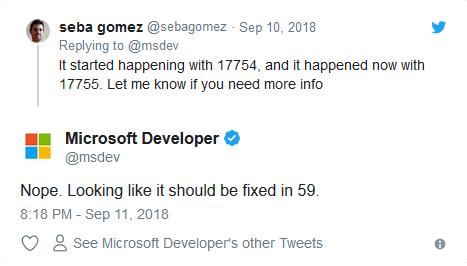 seba gomez @sebagomez · Sep 10, 2018
Replying to @msdev
It started happening with 17754, and it happened now with
17755. Let me know if you need more info
Microsoft Developer
@msdev
Nope. Looking like it should be fixed in 59.
8:18 PM - Sep 11, 2018
See Microsoft Developer's other Tweets